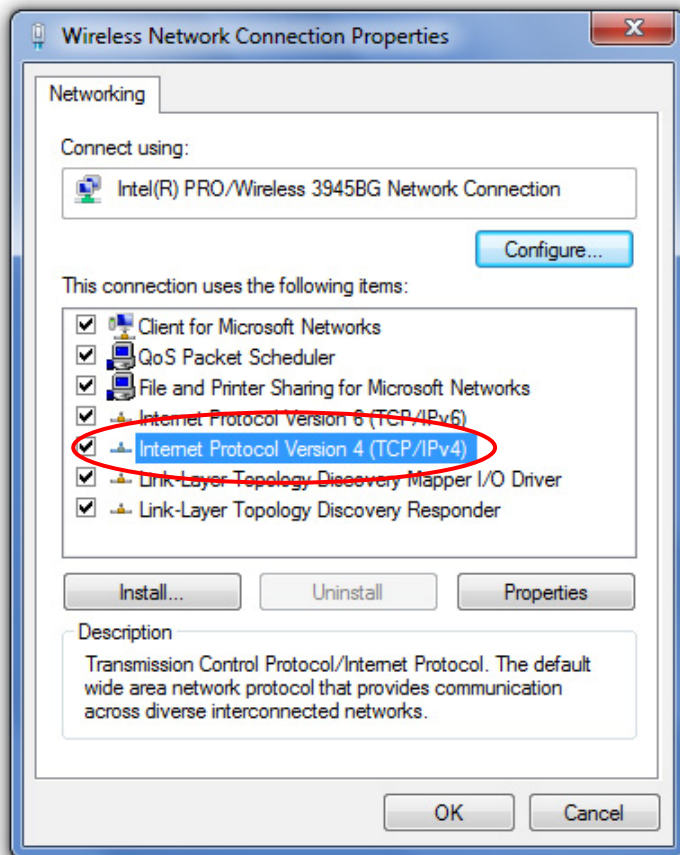 Wireless Network Connection Properties
Networking
Connect using:
Intel(R) PRO/Wireless 3945BG Network Connection
Configure...
This connection uses the following items:
Client for Microsoft Networks
QoS Packet Scheduler
File and Printer Sharing for Microsoft Networks
Internet Protocol Version 6 (TCP/IPv6)
Internet Protocol Version 4 (TCP/IPv4)
Link-Layer Topology Discovery Mapper I/O Driver
Link-Layer Topology Discovery Responder
Install...
Uninstall
Properties
Description
Transmission Control Protocol/Internet Protocol. The default
wide area network protocol that provides communication
across diverse interconnected networks.
OK
Cancel